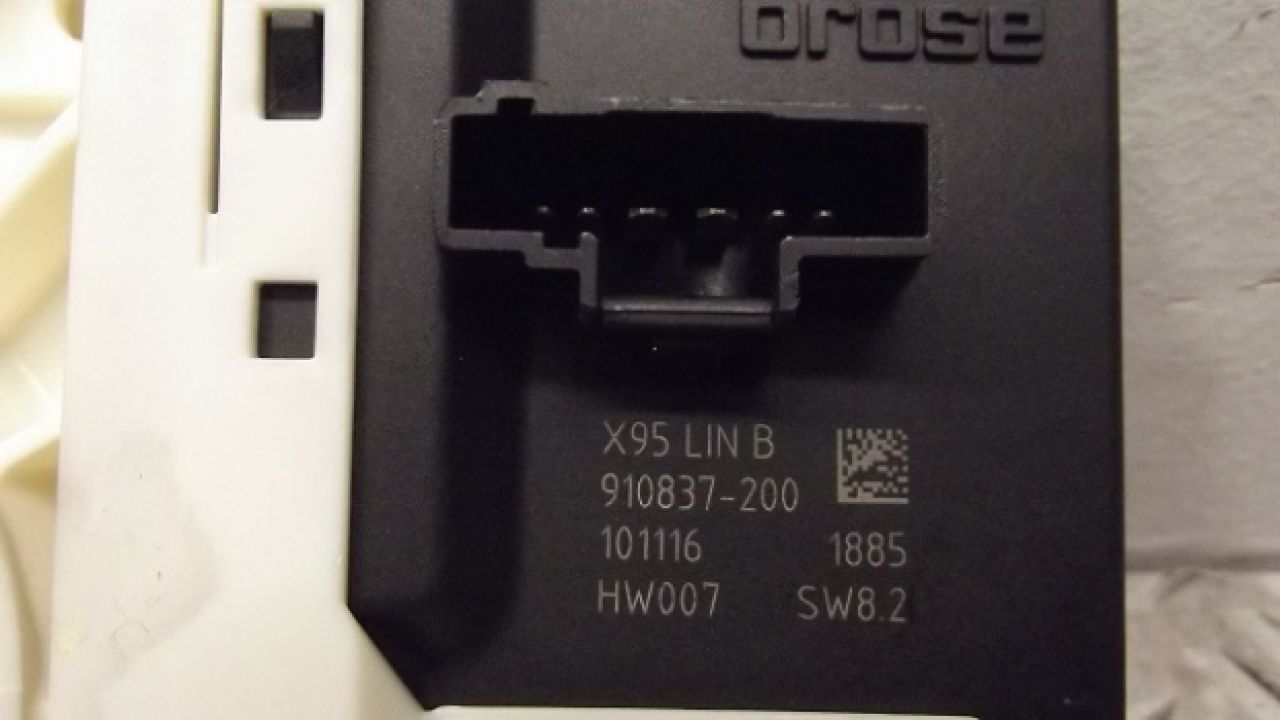 brose
X95 LIN B
910837-200
101116 1885
HW007 SW8.2